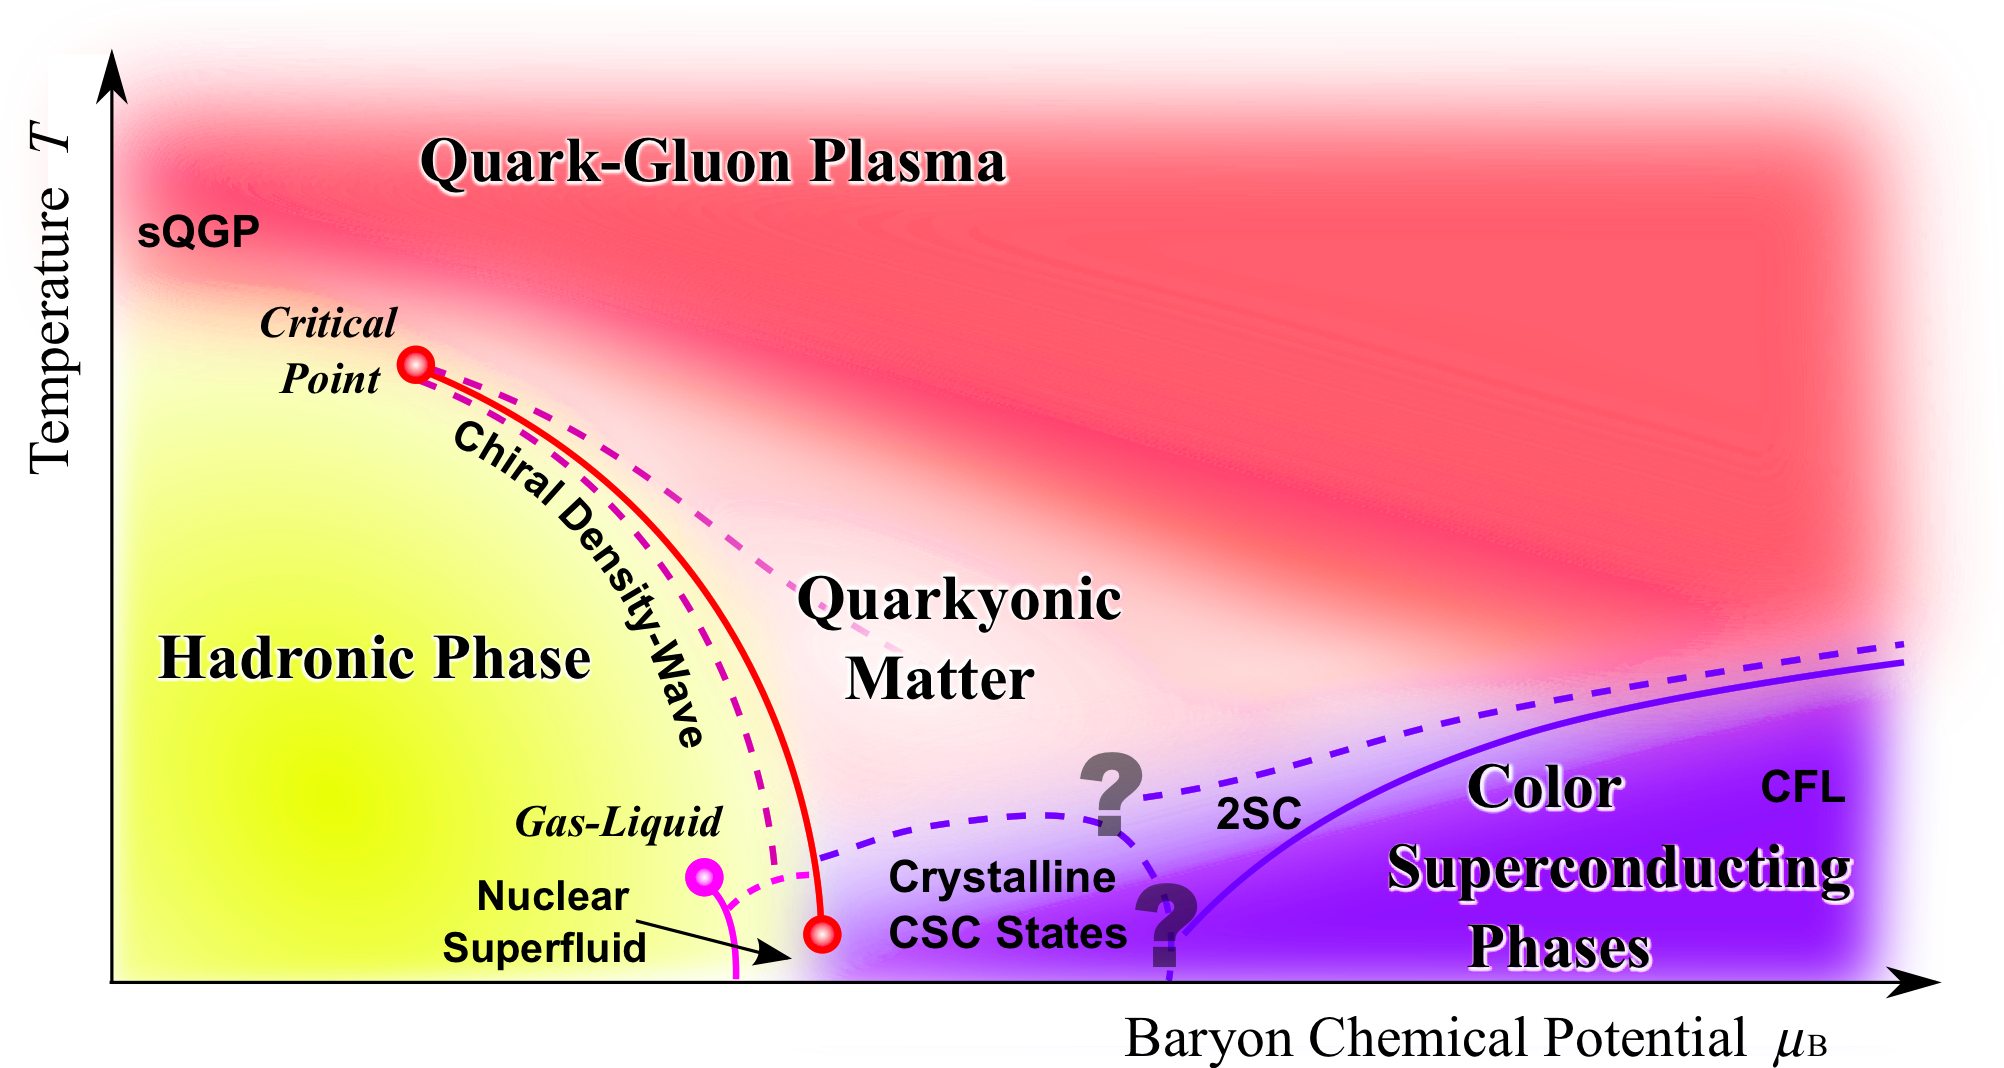 Temperature T
Quark-Gluon Plasma
sQGP
Critical
Point
Chiral Density-Wave
Quarkyonic
Matter
Hadronic Phase
Gas-Liquid
Nuclear
Superfluid
?
?
Crystalline
CSC States
2SC
CFL
Color
Superconducting
Phases
Baryon Chemical Potential μB